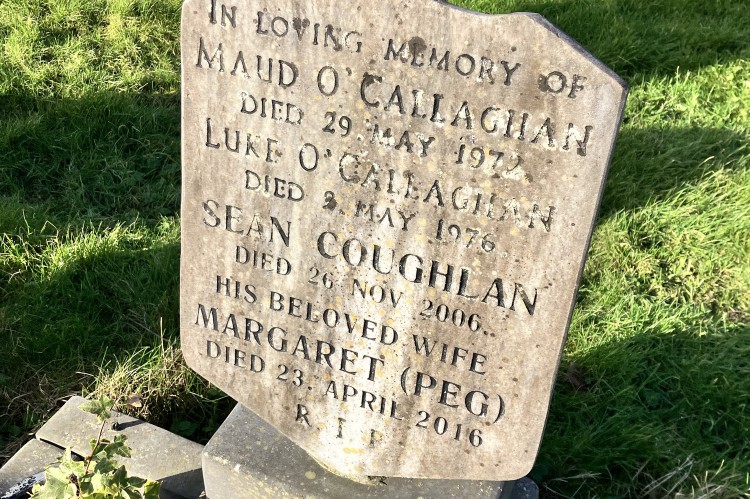 IN LOVING MEMORY OF
MAUD O'CALLAGHAN
DIED 29 MAY 1972
LUKE O'CALLAGHAN
DIED 2 MAY 1976
SEAN COUGHLAN
DIED 26 NOV 2006.
HIS BELOVED WIFE
MARGARET (PEG)
DIED 23. APRIL 2016
R I P